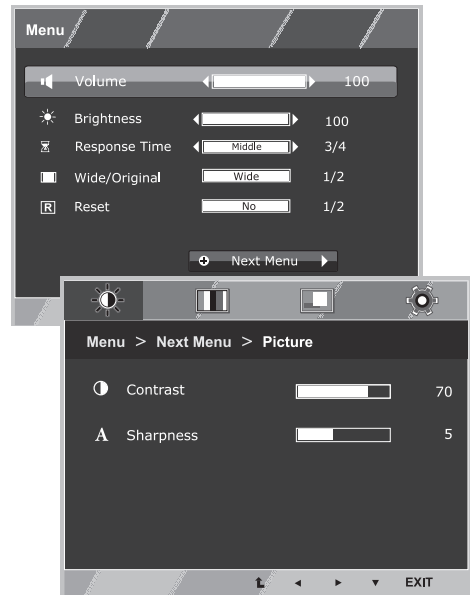 Menu
Volume 100
Brightness 100
Response Time Middle 3/4
Wide/Original Wide 1/2
R Reset No 1/2
Next Menu
Menu > Next Menu > Picture
Contrast 70
A Sharpness 5
EXIT